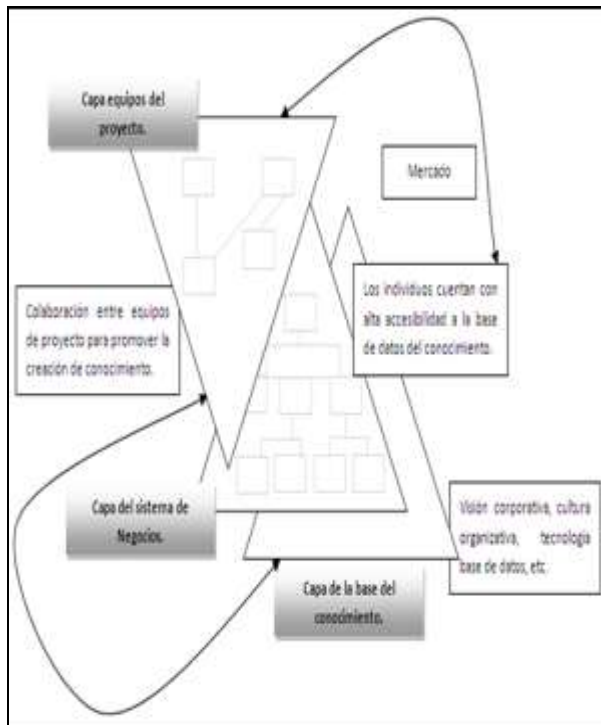 Capa equipos del
proyecto.
Mercado
Los individuos cuentan con
alta accesibilidad a la base
de datos del conocimiento.
Colaboración entre equipos
de proyecto para promover la
creación de conocimiento.
Capa del sistema de
Negocios.
Visión corporativa, cultura
organizativa, tecnología
base de datos, etc.
Capa de la base del
conocimiento.